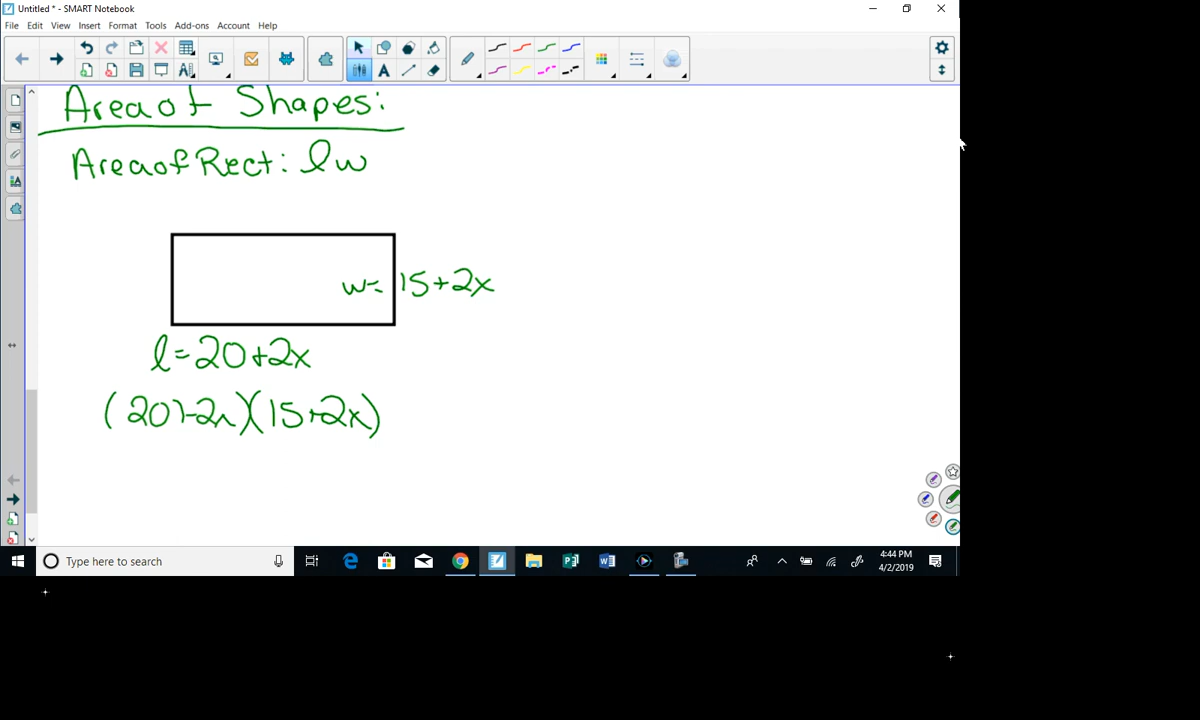 Untitled * - SMART Notebook
File Edit View Insert Format Tools Add-ons Account Help
Area of Shapes:
Area of Rect: lw
w= 15+2x
l=20+2x
(20+2x)(15+2x)
Type here to search
4:44 PM
4/2/2019